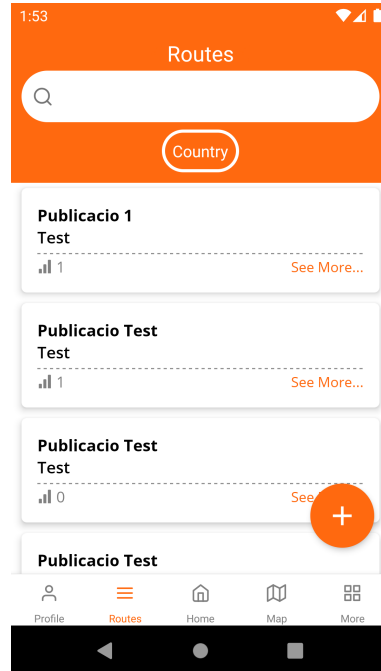 1:53
Routes
Country
Publicacio 1
Test
1
See More...
Publicacio Test
Test
1
See More...
Publicacio Test
Test
0
See
Publicacio Test
Profile
Routes
Home
Map
More